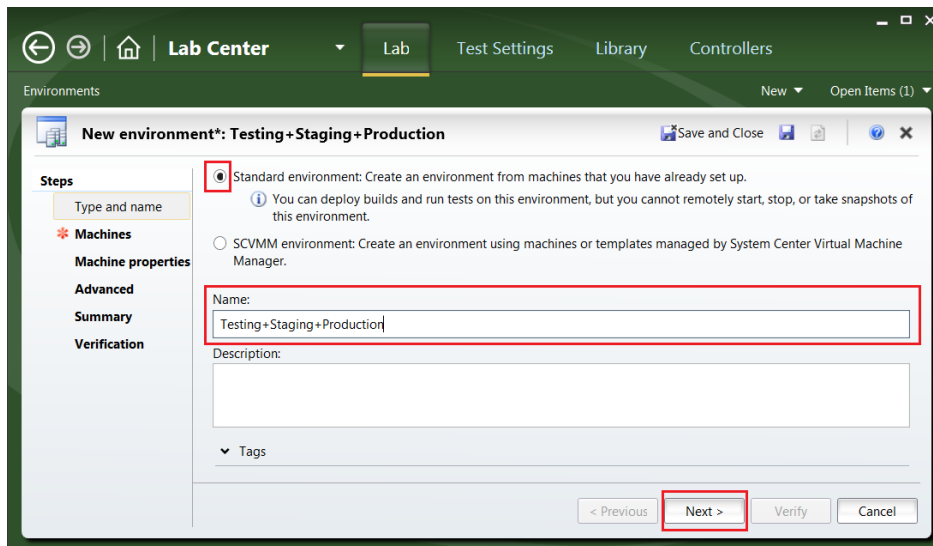 Lab Center Lab Test Settings Library Controllers
Environments New Open Items (1)
New environment*: Testing+Staging+Production Save and Close
Steps
Type and name
Machines
Machine properties
Advanced
Summary
Verification
Standard environment: Create an environment from machines that you have already set up.
You can deploy builds and run tests on this environment, but you cannot remotely start, stop, or take snapshots of
this environment.
SCVMM environment: Create an environment using machines or templates managed by System Center Virtual Machine
Manager.
Name:
Testing+Staging+Production
Description:
Tags
< Previous Next > Verify Cancel